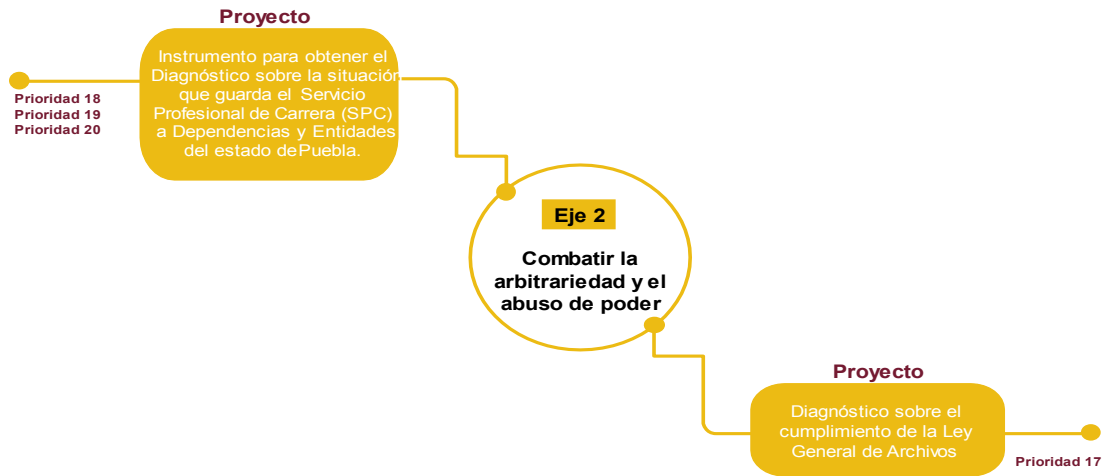 Proyecto
Instrumento para obtener el
Diagnóstico sobre la situación
que guarda el Servicio
Profesional de Carrera (SPC)
a Dependencias y Entidades
del estado de Puebla.
Prioridad 18
Prioridad 19
Prioridad 20
Eje 2
Combatir la
arbitrariedad y el
abuso de poder
Proyecto
Diagnóstico sobre el
cumplimiento de la Ley
General de Archivos
Prioridad 17